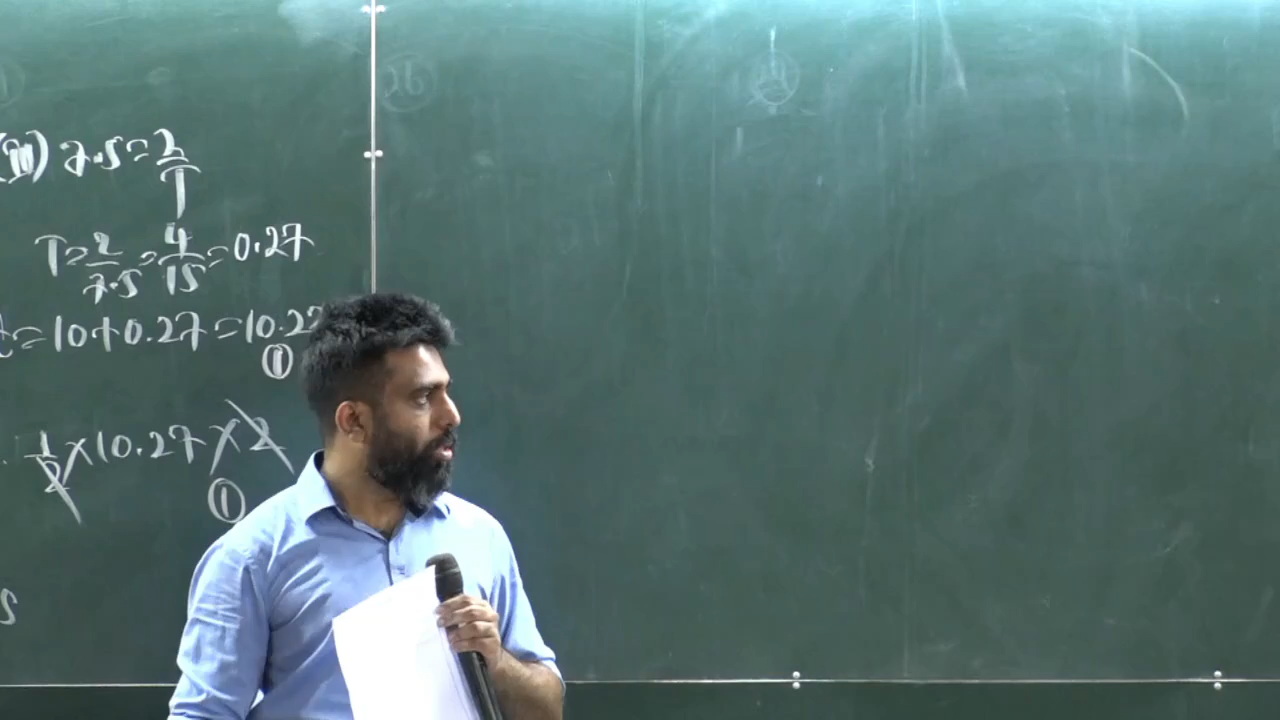 26
(III) 7.5 = 2/T
T = 2/7.5 = 4/15 = 0.27
t = 10 + 0.27 = 10.27
①
1/2 × 10.27 × 2
①
s